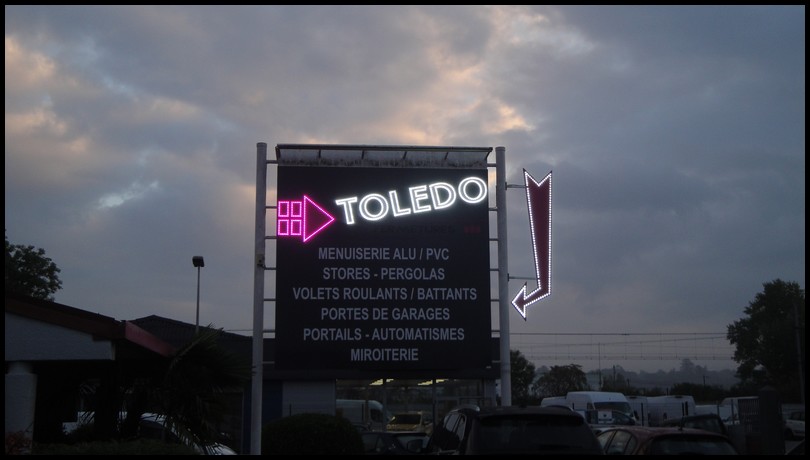 TOLEDO
MENUISERIE ALU / PVC
STORES - PERGOLAS
VOLETS ROULANTS / BATTANTS
PORTES DE GARAGES
PORTAILS - AUTOMATISMES
MIROITERIE